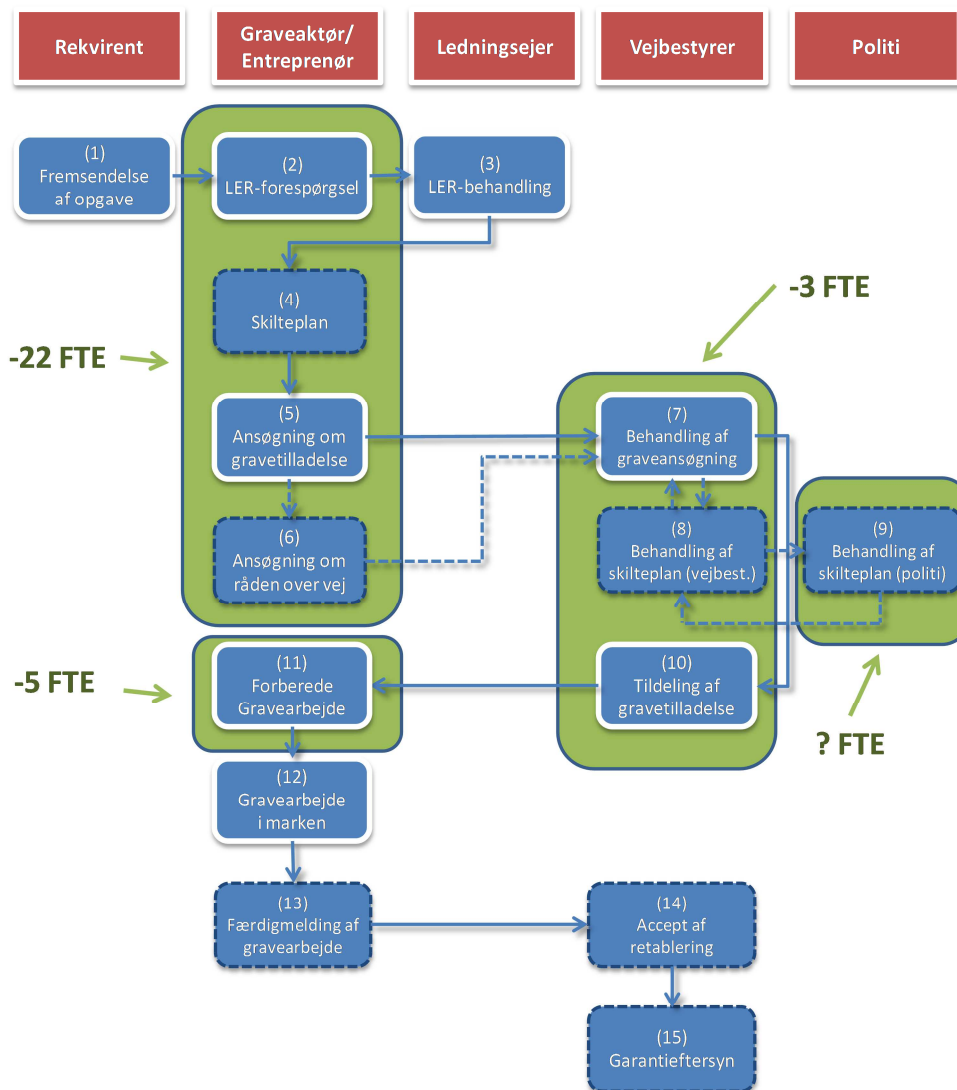 Rekvirent
Graveaktør/
Entreprenør
Ledningsejer
Vejbestyrer
Politi
(1)
Fremsendelse
af opgave
(2)
LER-forespørgsel
(3)
LER-behandling
(4)
Skilteplan
-3 FTE
-22 FTE
(5)
Ansøgning om
gravetilladelse
(7)
Behandling af
graveansøgning
(6)
Ansøgning om
råden over vej
(8)
Behandling af
skilteplan (vejbest.)
(9)
Behandling af
skilteplan (politi)
-5 FTE
(11)
Forberede
Gravearbejde
(10)
Tildeling af
gravetilladelse
? FTE
(12)
Gravearbejde
i marken
(13)
Færdigmelding af
gravearbejde
(14)
Accept af
retablering
(15)
Garantieftersyn